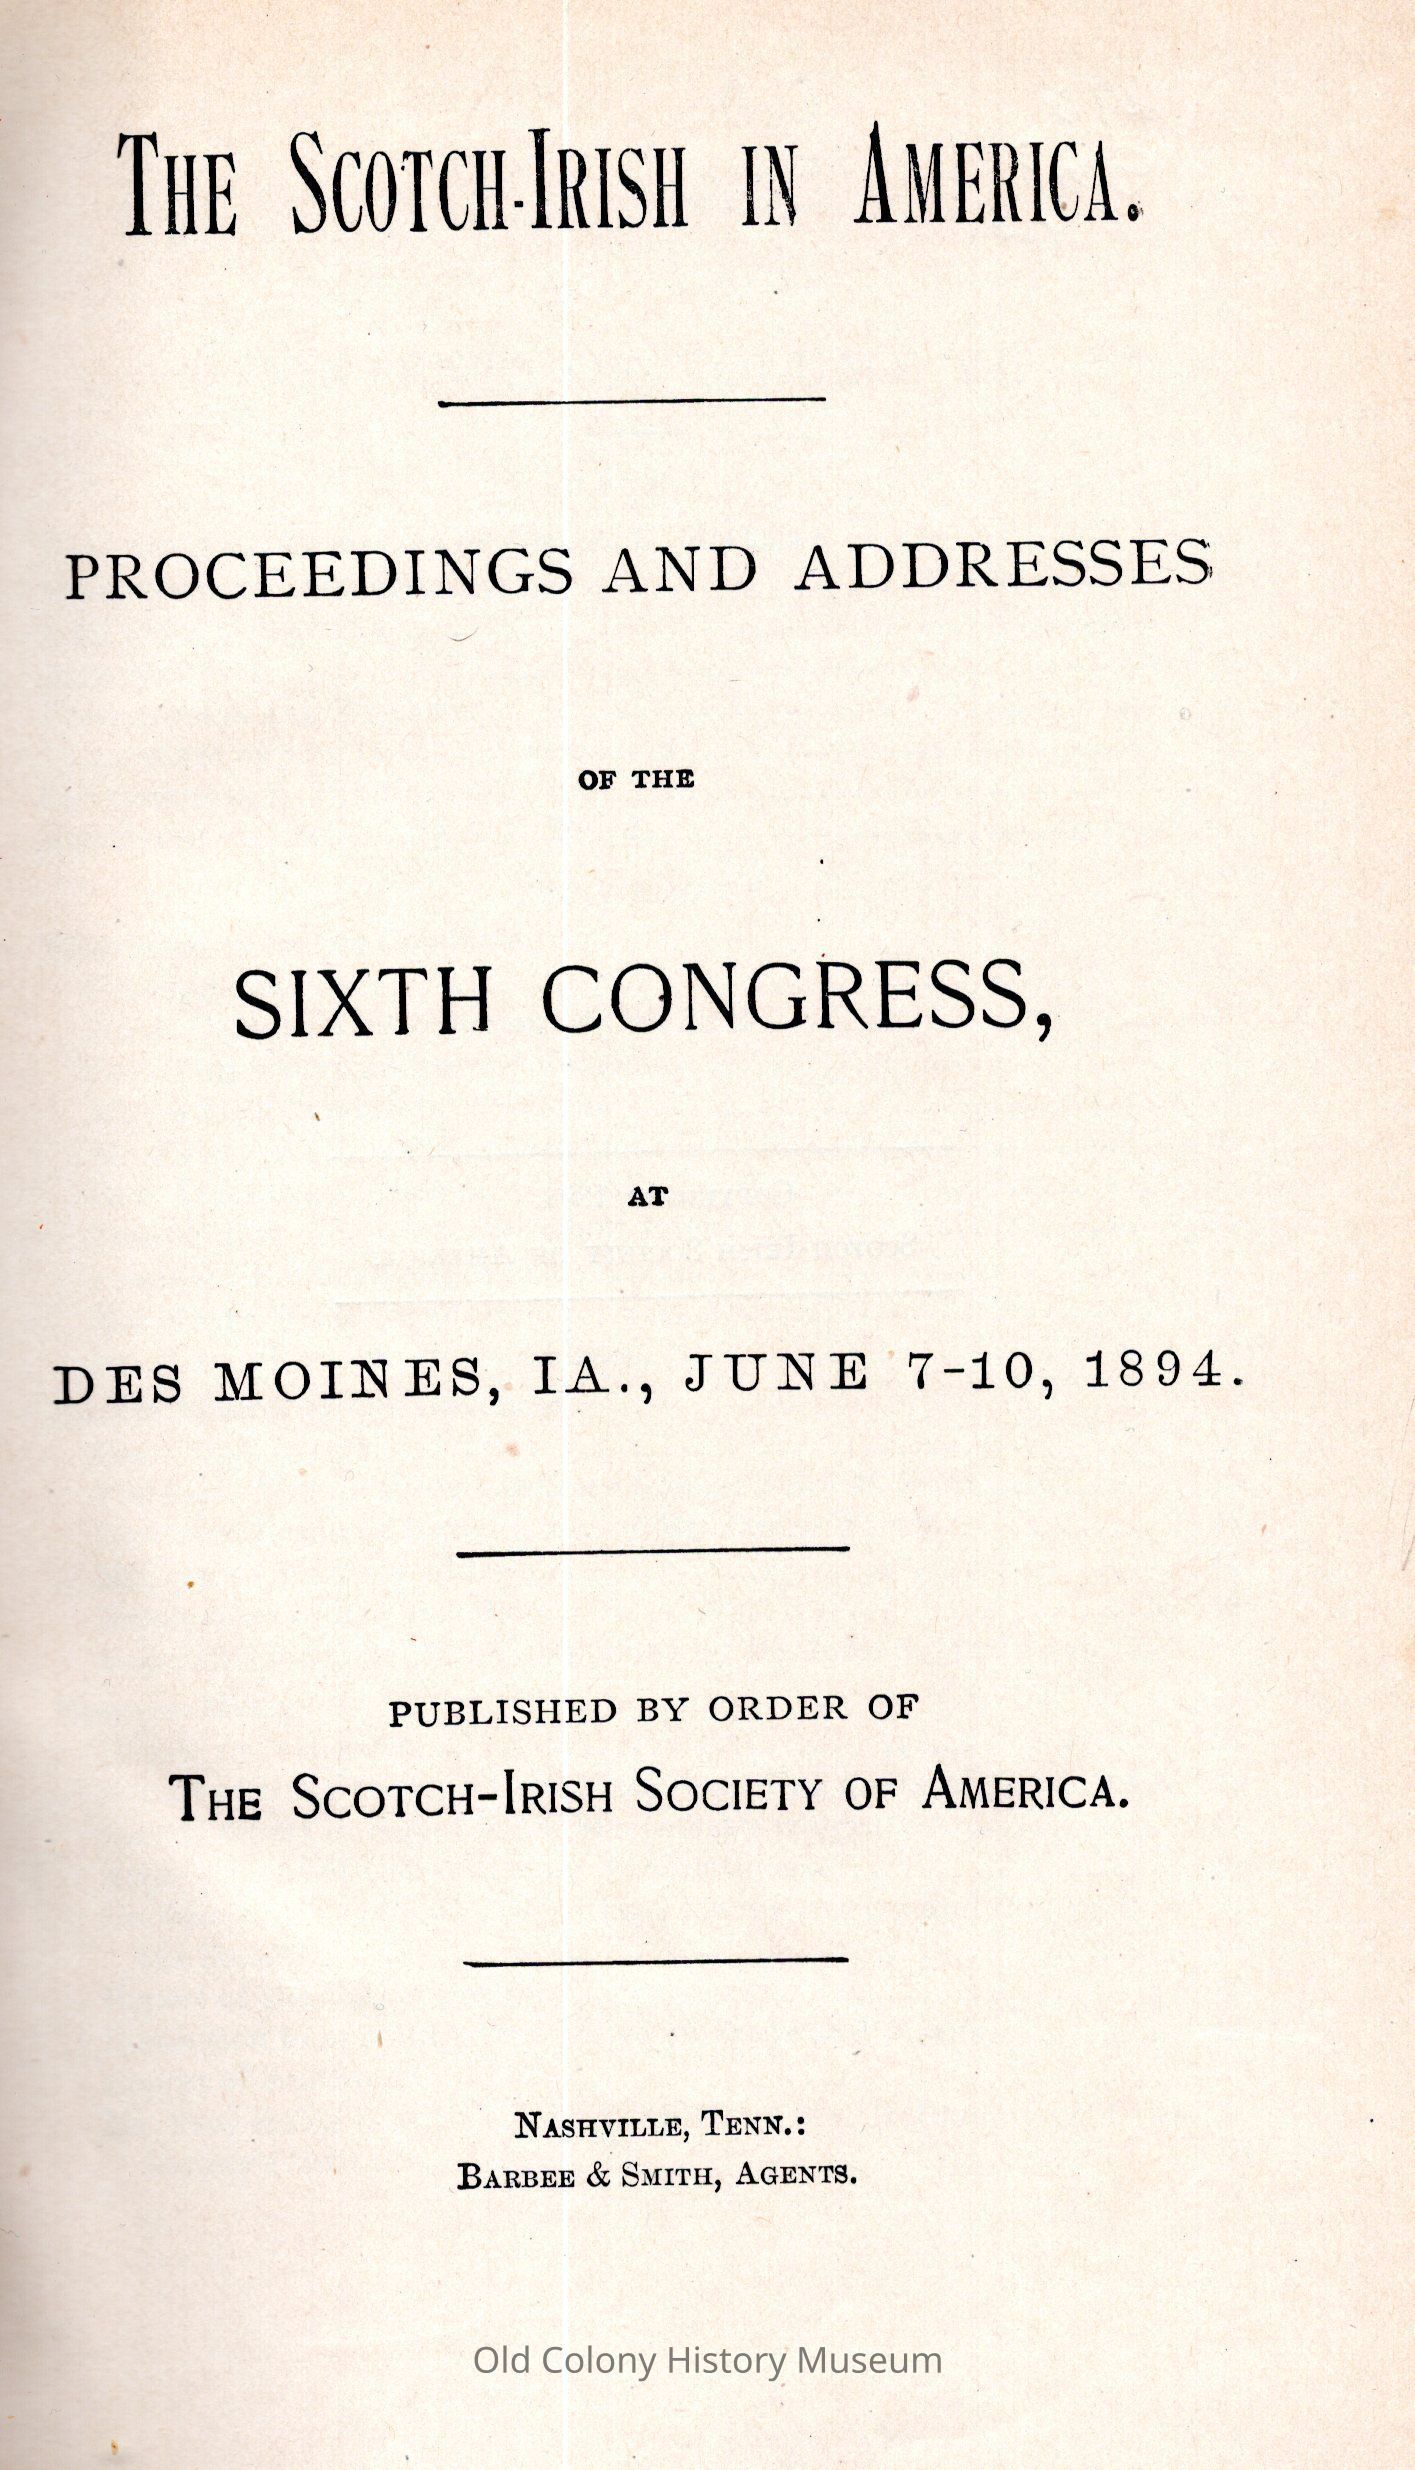 The Scotch-Irish in America.
PROCEEDINGS AND ADDRESSES
OF THE
SIXTH CONGRESS,
AT
DES MOINES, IA., JUNE 7-10, 1894.
PUBLISHED BY ORDER OF
The Scotch-Irish Society of America.
Nashville, Tenn.:
Barbee & Smith, Agents.
Old Colony History Museum